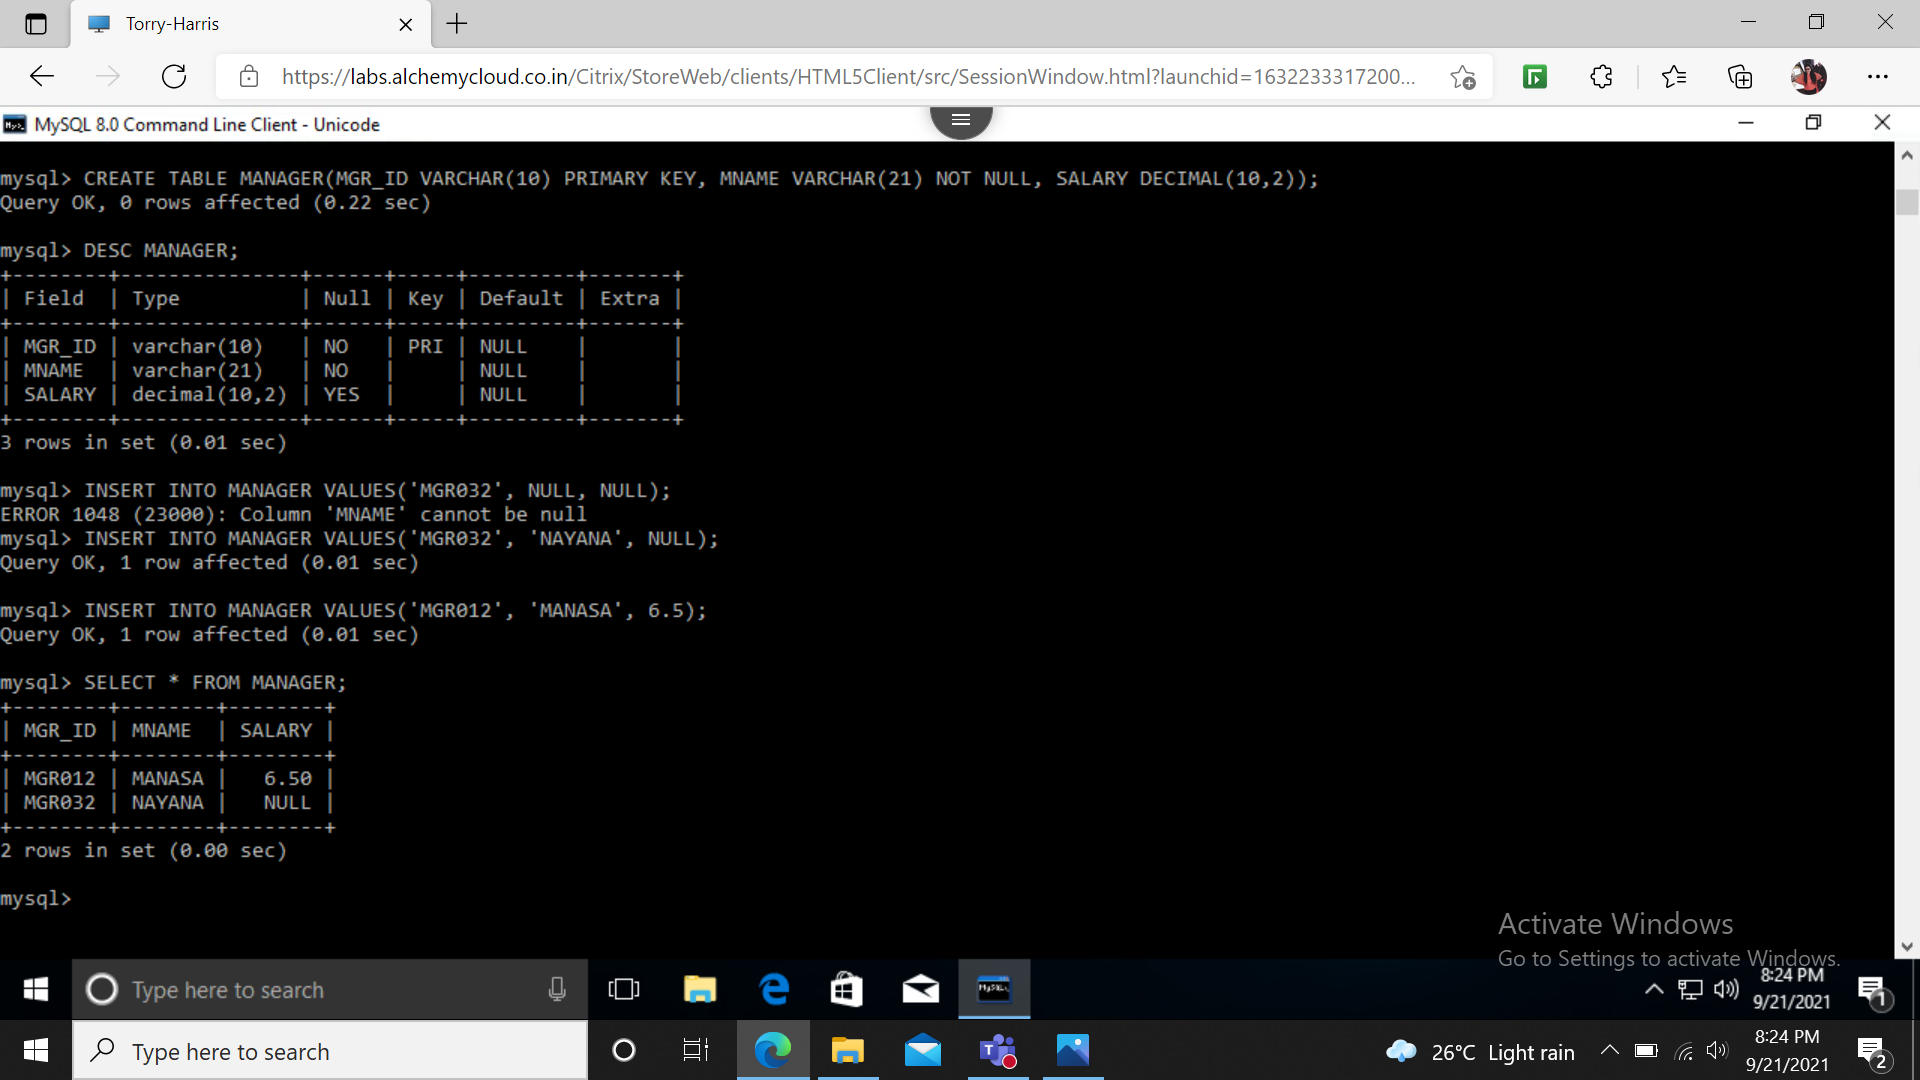 Torry-Harris
https://labs.alchemycloud.co.in/Citrix/StoreWeb/clients/HTML5Client/src/SessionWindow.html?launchid=1632233317200...
MySQL 8.0 Command Line Client - Unicode
mysql> CREATE TABLE MANAGER(MGR_ID VARCHAR(10) PRIMARY KEY, MNAME VARCHAR(21) NOT NULL, SALARY DECIMAL(10,2));
Query OK, 0 rows affected (0.22 sec)
mysql> DESC MANAGER;
+--------+---------------+------+-----+---------+-------+
| Field  | Type          | Null | Key | Default | Extra |
+--------+---------------+------+-----+---------+-------+
| MGR_ID | varchar(10)   | NO   | PRI | NULL    |       |
| MNAME  | varchar(21)   | NO   |     | NULL    |       |
| SALARY | decimal(10,2) | YES  |     | NULL    |       |
+--------+---------------+------+-----+---------+-------+
3 rows in set (0.01 sec)
mysql> INSERT INTO MANAGER VALUES('MGR032', NULL, NULL);
ERROR 1048 (23000): Column 'MNAME' cannot be null
mysql> INSERT INTO MANAGER VALUES('MGR032', 'NAYANA', NULL);
Query OK, 1 row affected (0.01 sec)
mysql> INSERT INTO MANAGER VALUES('MGR012', 'MANASA', 6.5);
Query OK, 1 row affected (0.01 sec)
mysql> SELECT * FROM MANAGER;
+--------+--------+--------+
| MGR_ID | MNAME  | SALARY |
+--------+--------+--------+
| MGR012 | MANASA |   6.50 |
| MGR032 | NAYANA |   NULL |
+--------+--------+--------+
2 rows in set (0.00 sec)
mysql>
Activate Windows
Go to Settings to activate Windows.
Type here to search
8:24 PM
9/21/2021
1
Type here to search
26°C Light rain
8:24 PM
9/21/2021
2